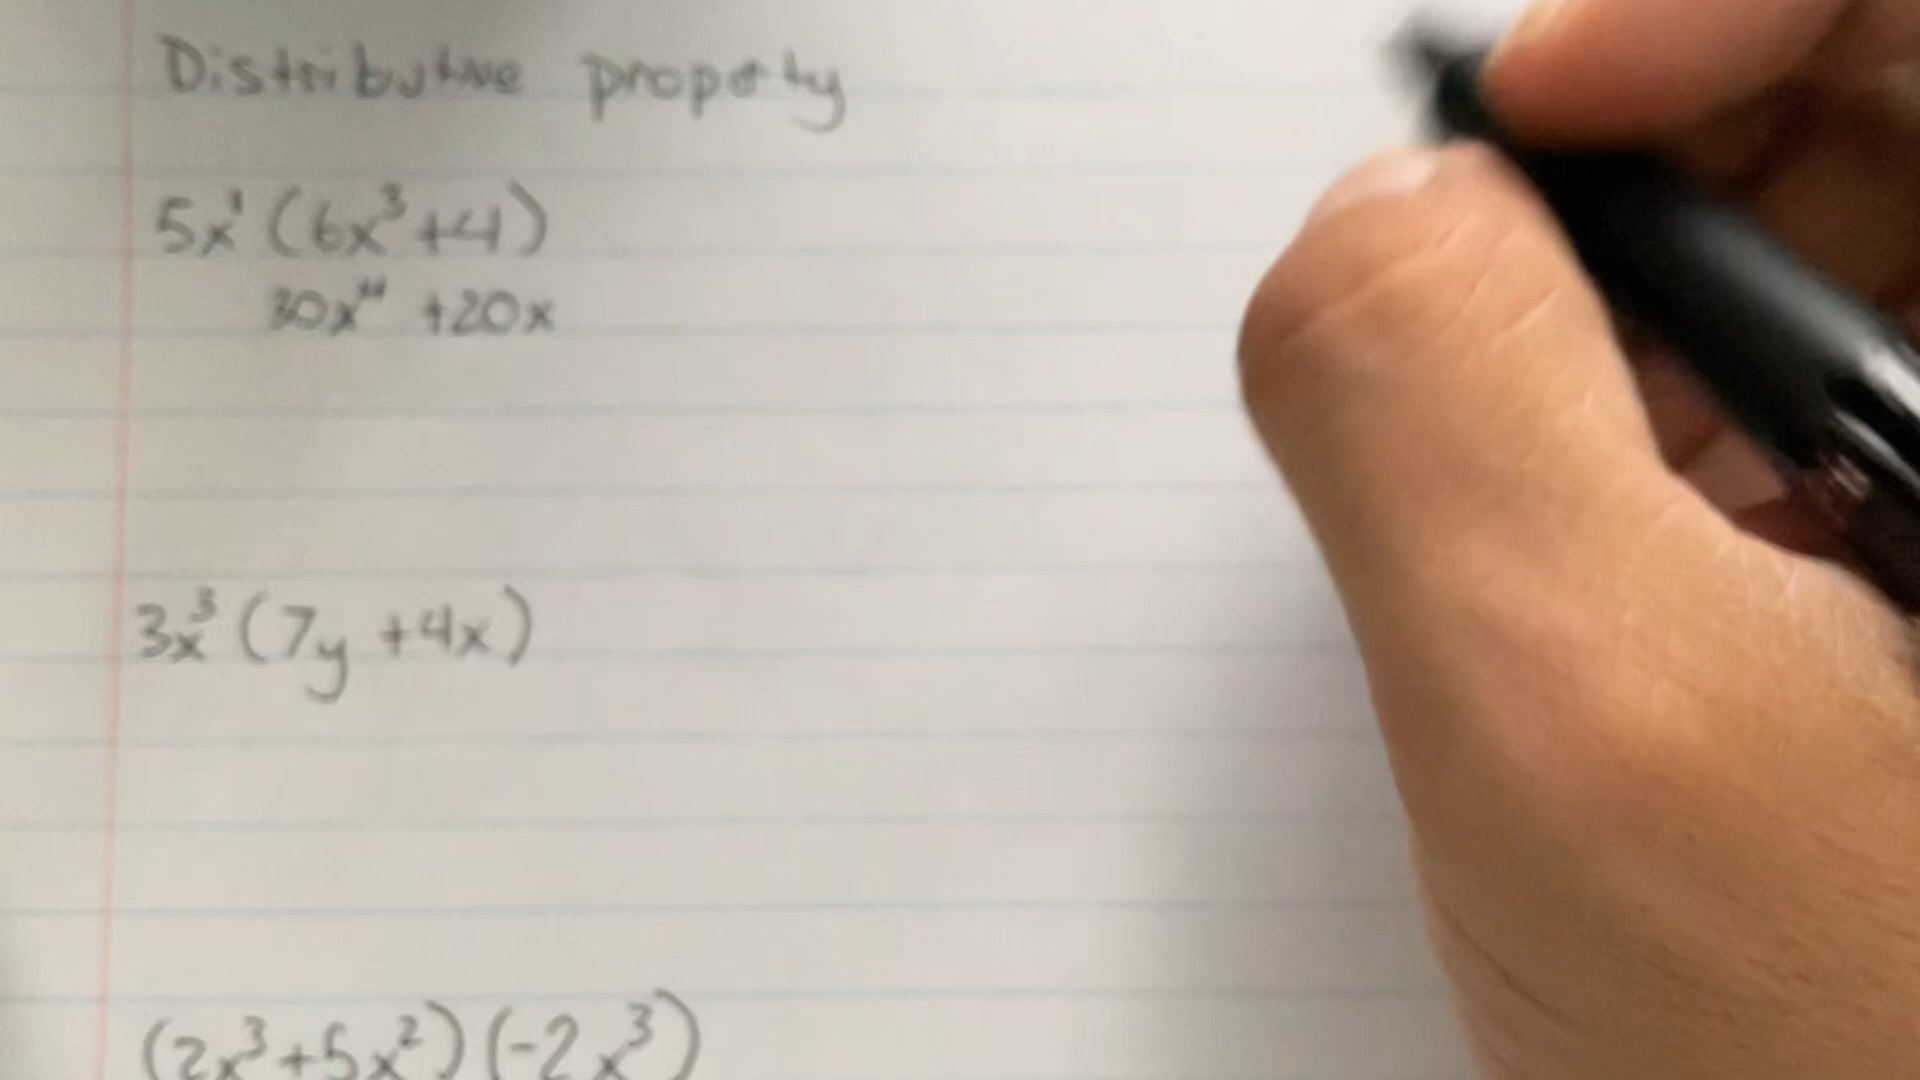 Distributive property
5x¹(6x³+4)
30x⁴ +20x
3x³(7y +4x)
(2x³+5x²)(-2x³)